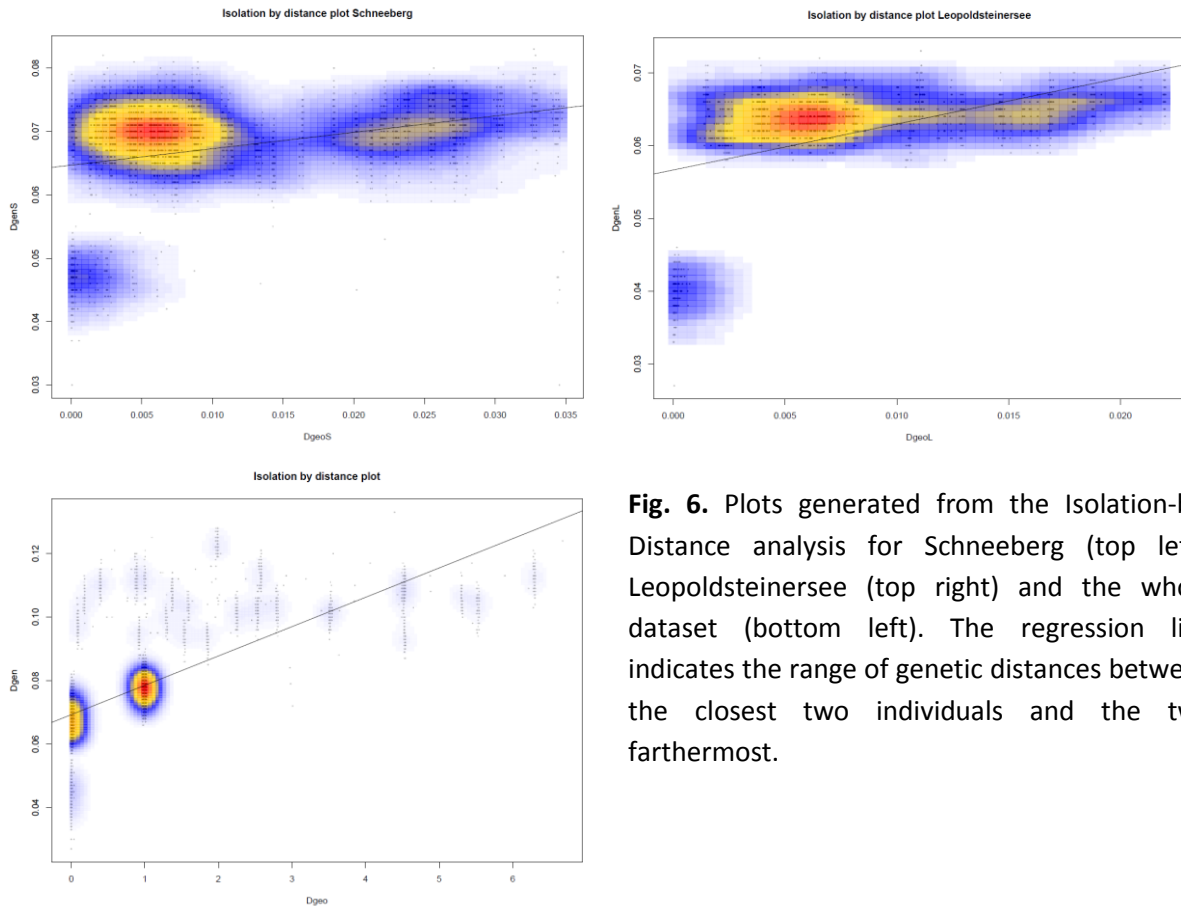 Isolation by distance plot Schneeberg
DgenS
0.03 0.04 0.05 0.06 0.07 0.08
0.000 0.005 0.010 0.015 0.020 0.025 0.030 0.035
DgeoS
Isolation by distance plot Leopoldsteinersee
DgenL
0.03 0.04 0.05 0.06 0.07
0.000 0.005 0.010 0.015 0.020
DgeoL
Isolation by distance plot
Dgen
0.04 0.06 0.08 0.10 0.12
0 1 2 3 4 5 6
Dgeo
Fig. 6. Plots generated from the Isolation-
Distance analysis for Schneeberg (top
Leopoldsteinersee (top right) and the
dataset (bottom left). The regression
indicates the range of genetic distances
the closest two individuals and the
farthermost.